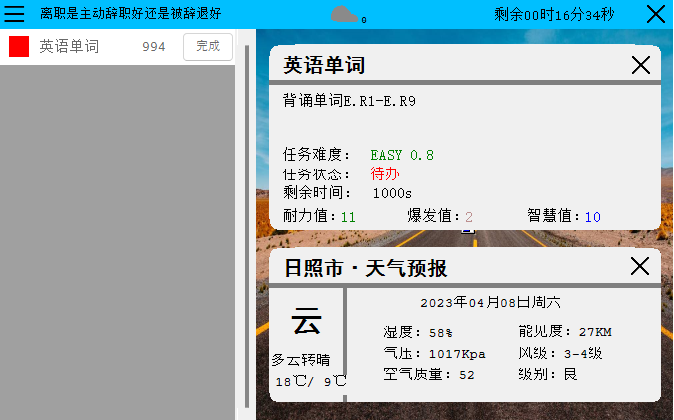 离职是主动辞职好还是被辞退好
0
剩余00时16分34秒
英语单词 994 完成
英语单词
背诵单词E.R1-E.R9
任务难度： EASY 0.8
任务状态： 待办
剩余时间： 1000s
耐力值：11 爆发值：2 智慧值：10
日照市·天气预报
云
多云转晴
18℃/ 9℃
2023年04月08日周六
湿度：58% 能见度：27KM
气压：1017Kpa 风级：3-4级
空气质量：52 级别：良